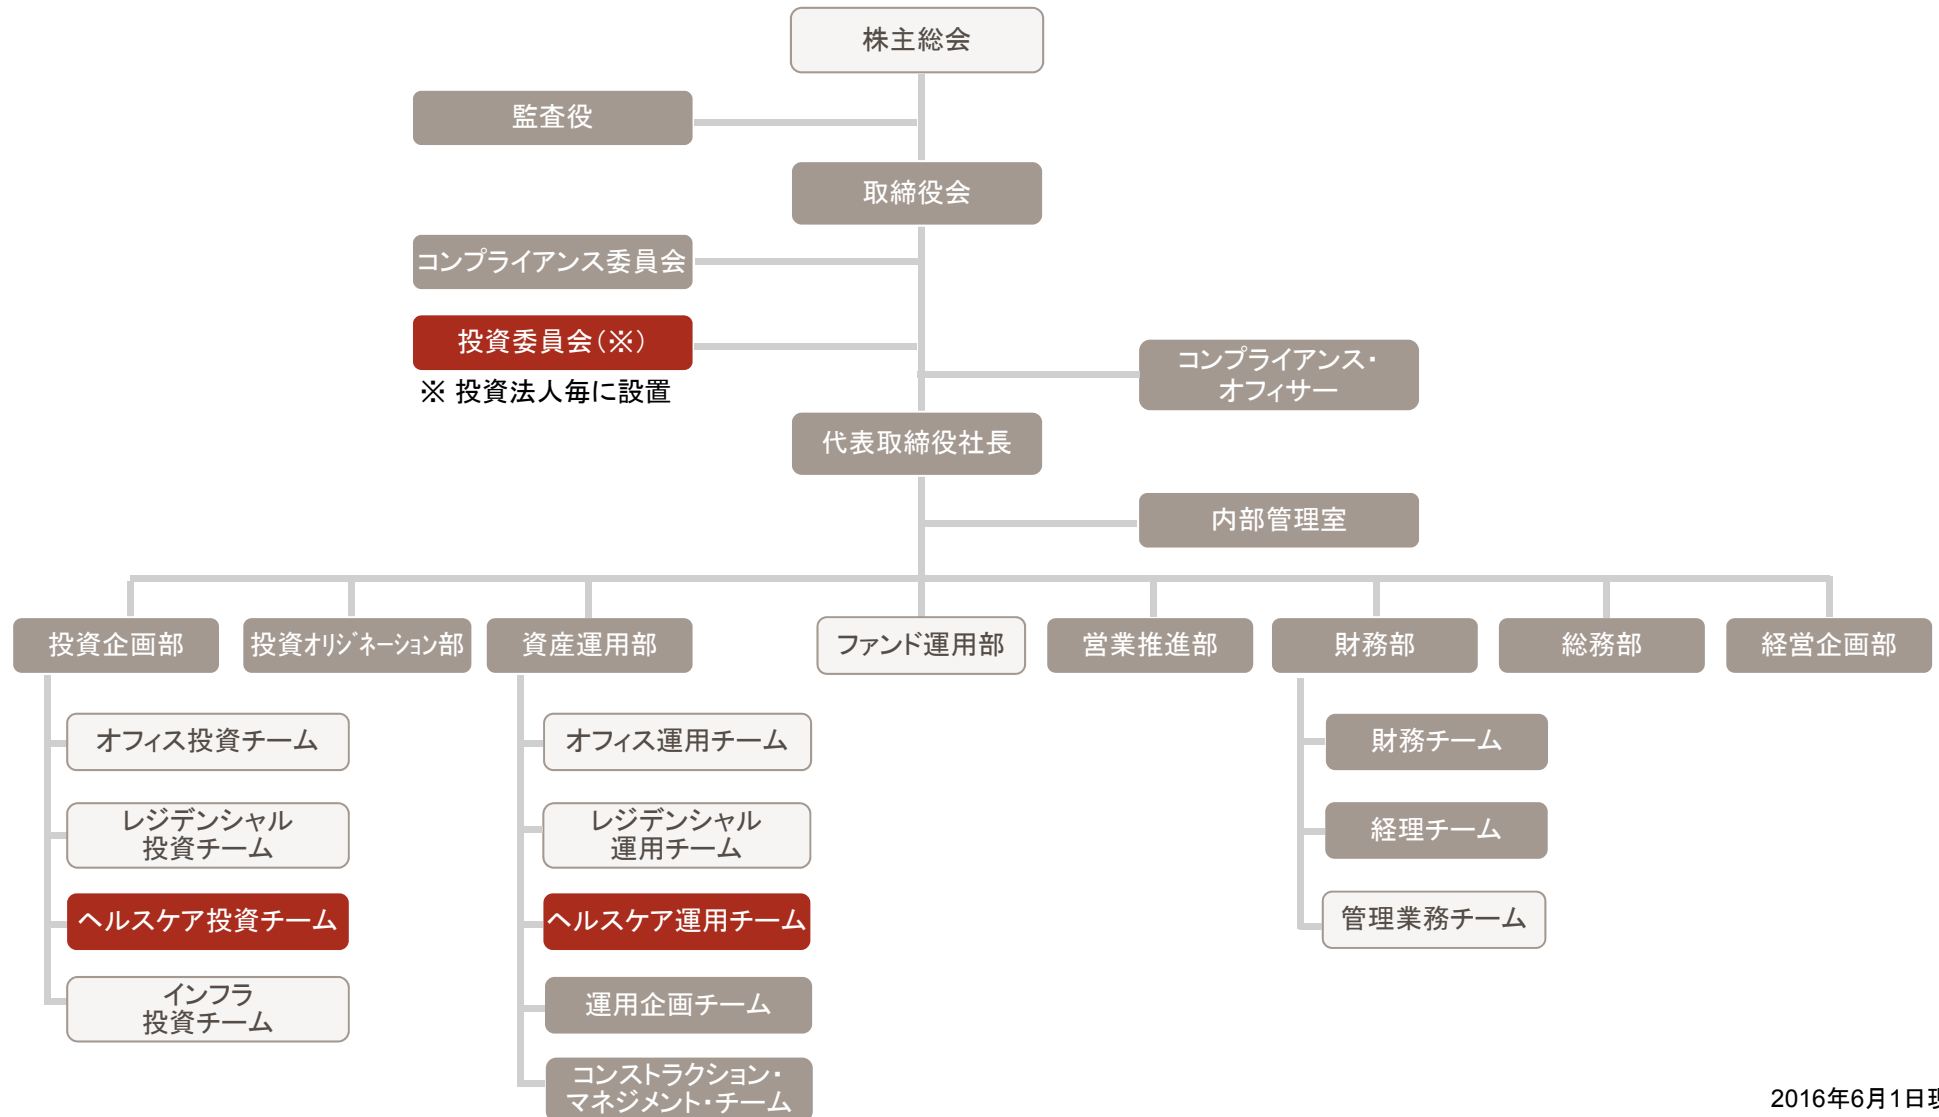 株主総会
監査役
取締役会
コンプライアンス委員会
投資委員会(※)
※ 投資法人毎に設置
コンプライアンス・
オフィサー
代表取締役社長
内部管理室
投資企画部
投資オリジネーション部
資産運用部
ファンド運用部
営業推進部
財務部
総務部
経営企画部
オフィス投資チーム
レジデンシャル
投資チーム
ヘルスケア投資チーム
インフラ
投資チーム
オフィス運用チーム
レジデンシャル
運用チーム
ヘルスケア運用チーム
運用企画チーム
コンストラクション・
マネジメント・チーム
財務チーム
経理チーム
管理業務チーム
2016年6月1日現